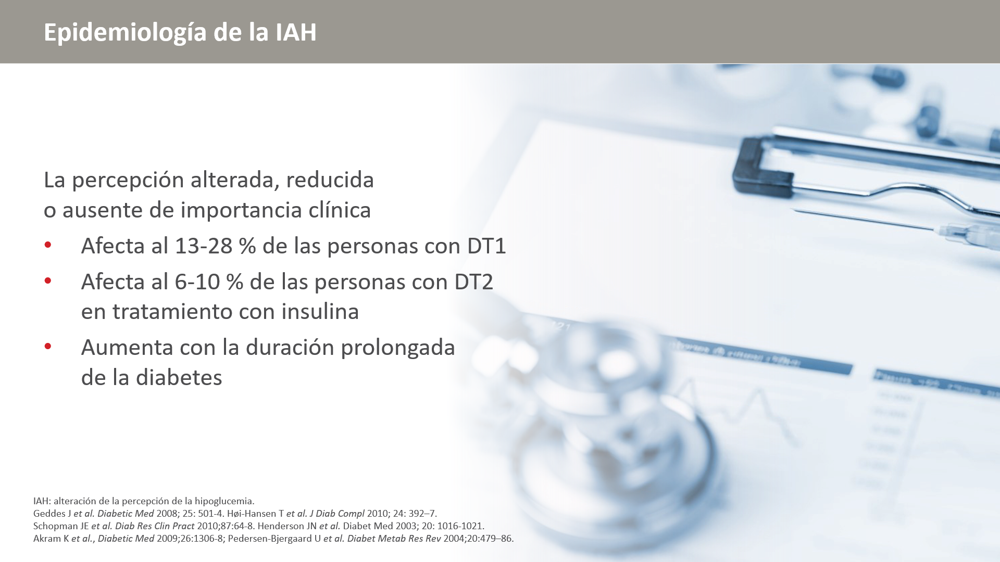 Epidemiología de la IAH
La percepción alterada, reducida
o ausente de importancia clínica
• Afecta al 13-28 % de las personas con DT1
• Afecta al 6-10 % de las personas con DT2
en tratamiento con insulina
• Aumenta con la duración prolongada
de la diabetes
121
IAH: alteración de la percepción de la hipoglucemia.
Geddes J et al. Diabetic Med 2008; 25: 501-4. Høi-Hansen T et al. J Diab Compl 2010; 24: 392–7.
Schopman JE et al. Diab Res Clin Pract 2010;87:64-8. Henderson JN et al. Diabet Med 2003; 20: 1016-1021.
Akram K et al., Diabetic Med 2009;26:1306-8; Pedersen-Bjergaard U et al. Diabet Metab Res Rev 2004;20:479–86.